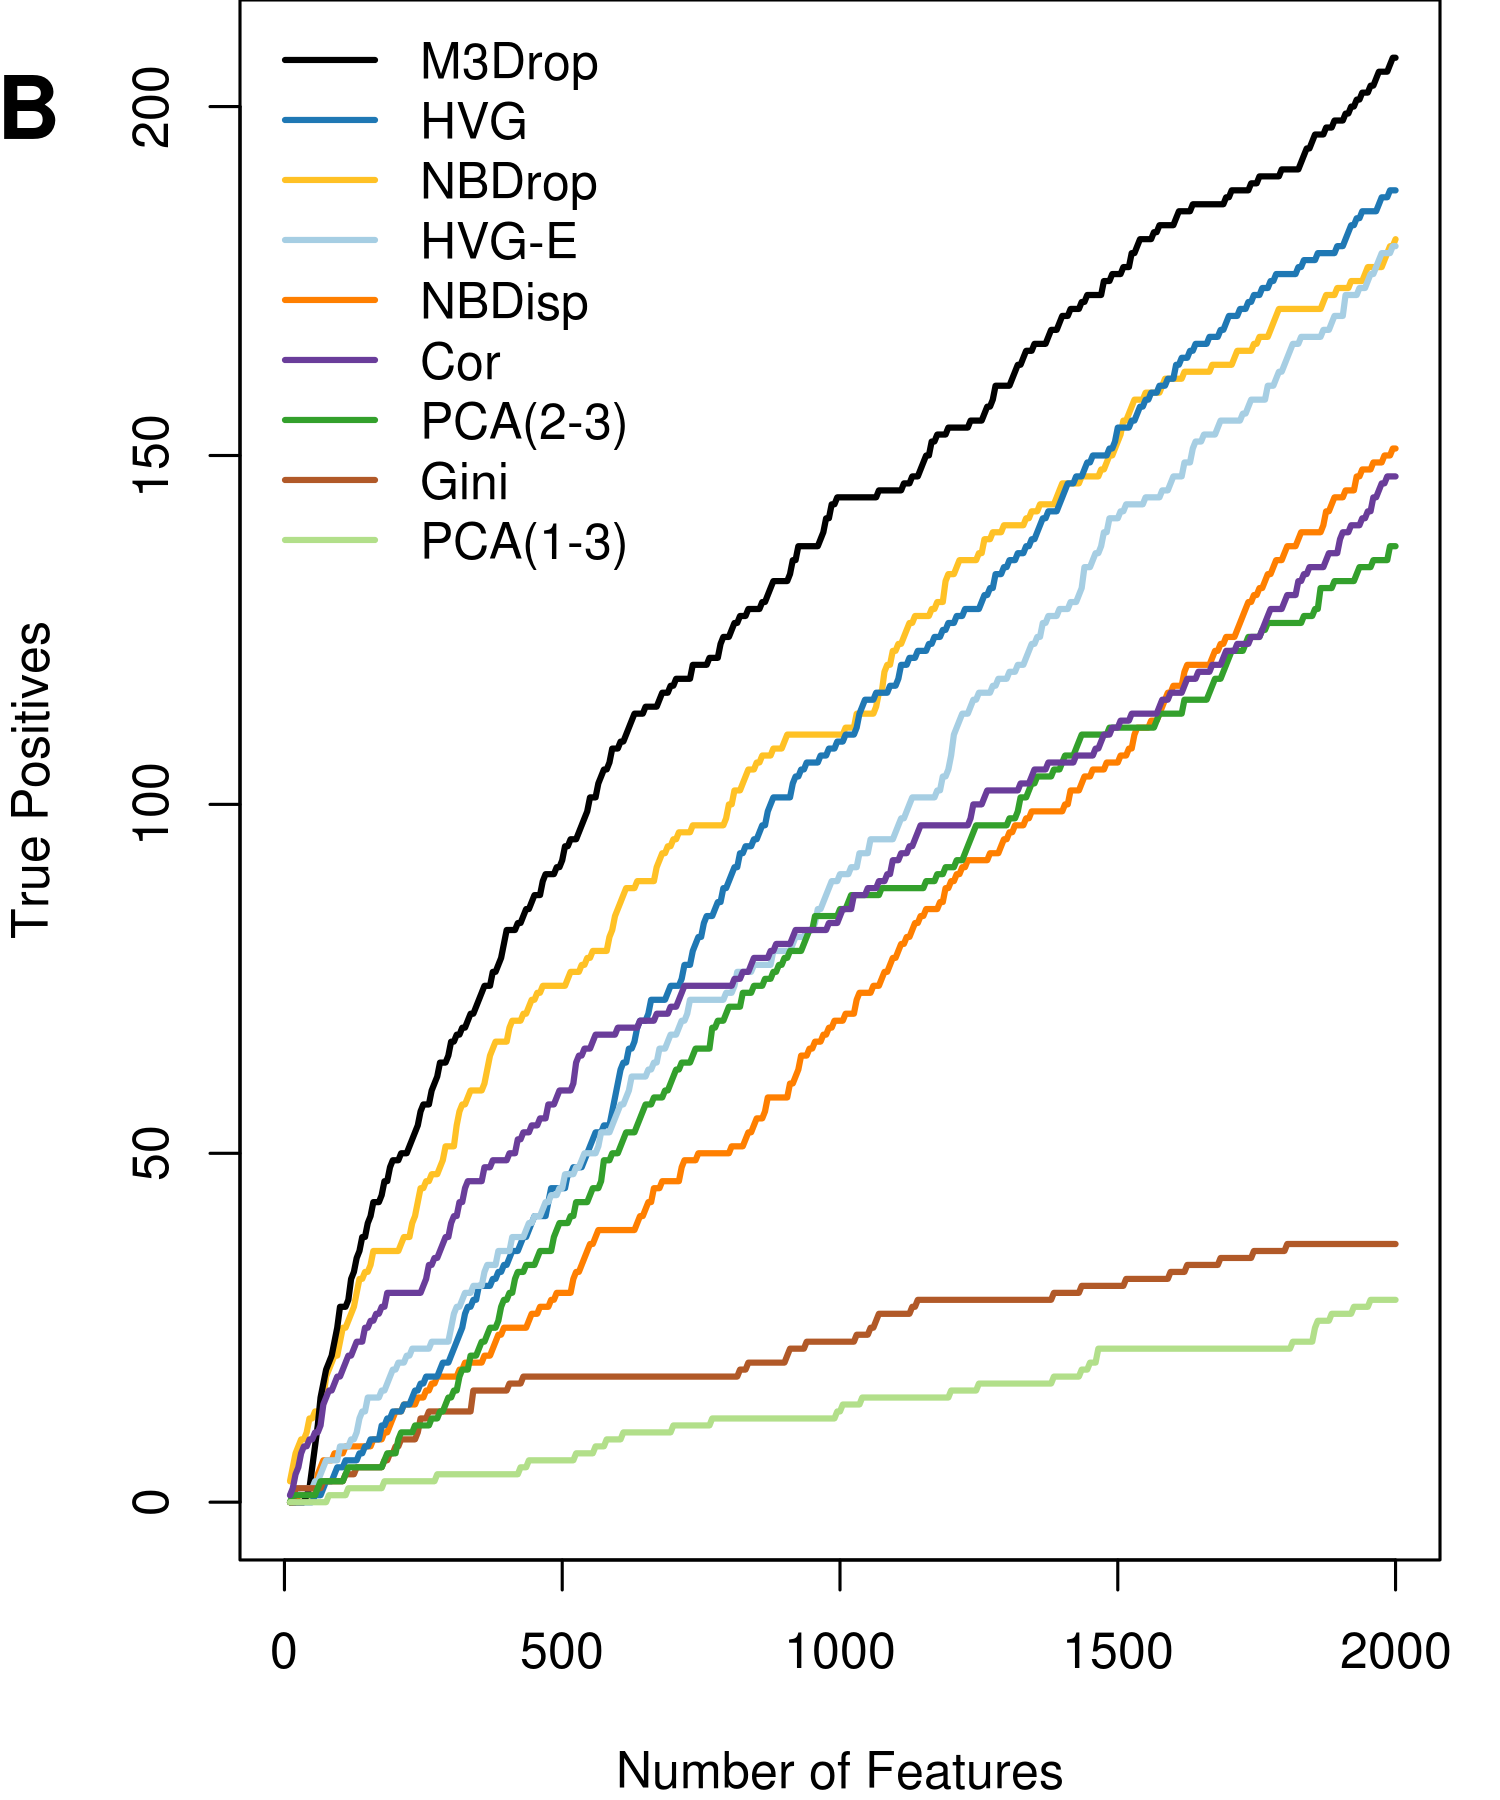 B
M3Drop
HVG
NBDrop
HVG-E
NBDisp
Cor
PCA(2-3)
Gini
PCA(1-3)
True Positives
200
150
100
50
0
0 500 1000 1500 2000
Number of Features